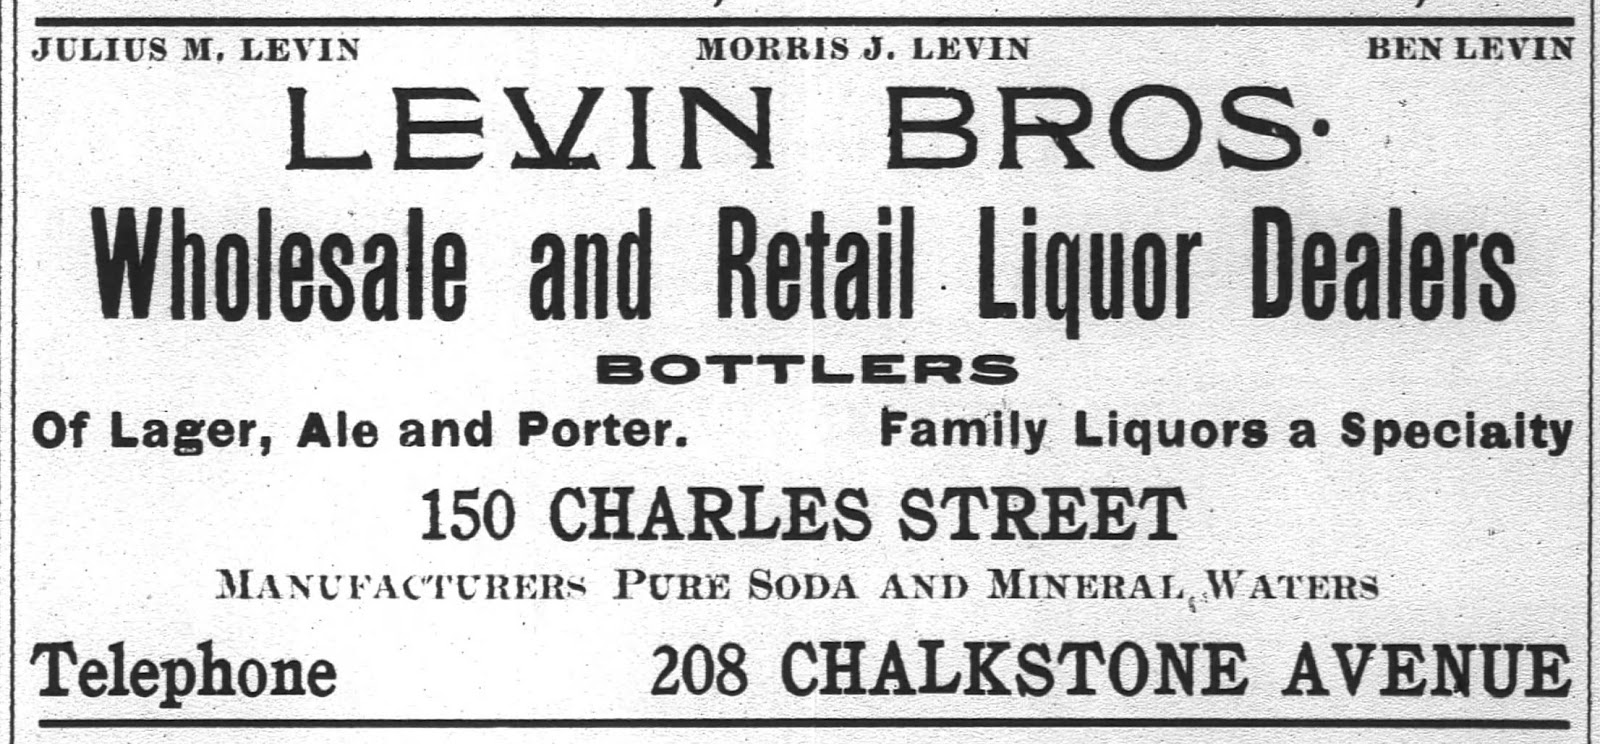 JULIUS M. LEVIN MORRIS J. LEVIN BEN LEVIN
LEVIN BROS.
Wholesale and Retail Liquor Dealers
BOTTLERS
Of Lager, Ale and Porter. Family Liquors a Specialty
150 CHARLES STREET
MANUFACTURERS PURE SODA AND MINERAL WATERS
Telephone 208 CHALKSTONE AVENUE